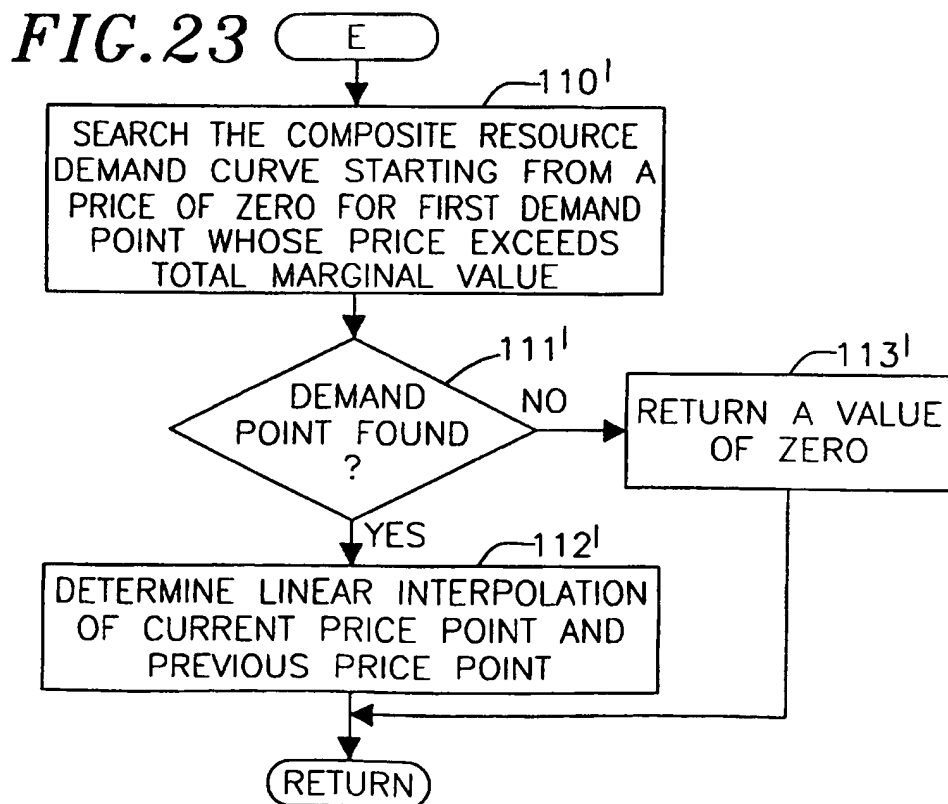 FIG.23
E
110'
SEARCH THE COMPOSITE RESOURCE
DEMAND CURVE STARTING FROM A
PRICE OF ZERO FOR FIRST DEMAND
POINT WHOSE PRICE EXCEEDS
TOTAL MARGINAL VALUE
111'
DEMAND
POINT FOUND
?
NO
113'
RETURN A VALUE
OF ZERO
YES
112'
DETERMINE LINEAR INTERPOLATION
OF CURRENT PRICE POINT AND
PREVIOUS PRICE POINT
RETURN